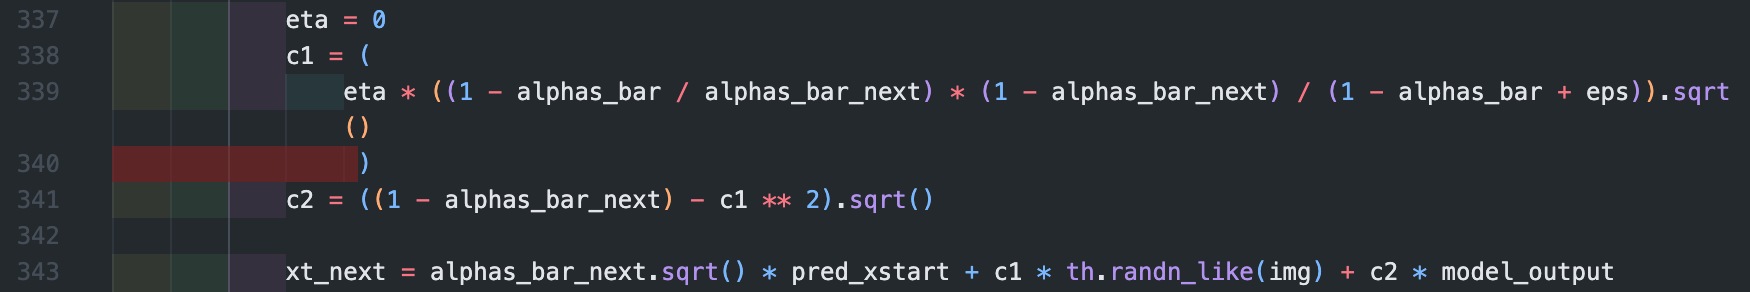 337 eta = 0
338 c1 = (
339 eta * ((1 - alphas_bar / alphas_bar_next) * (1 - alphas_bar_next) / (1 - alphas_bar + eps)).sqrt
()
340 )
341 c2 = ((1 - alphas_bar_next) - c1 ** 2).sqrt()
342
343 xt_next = alphas_bar_next.sqrt() * pred_xstart + c1 * th.randn_like(img) + c2 * model_output